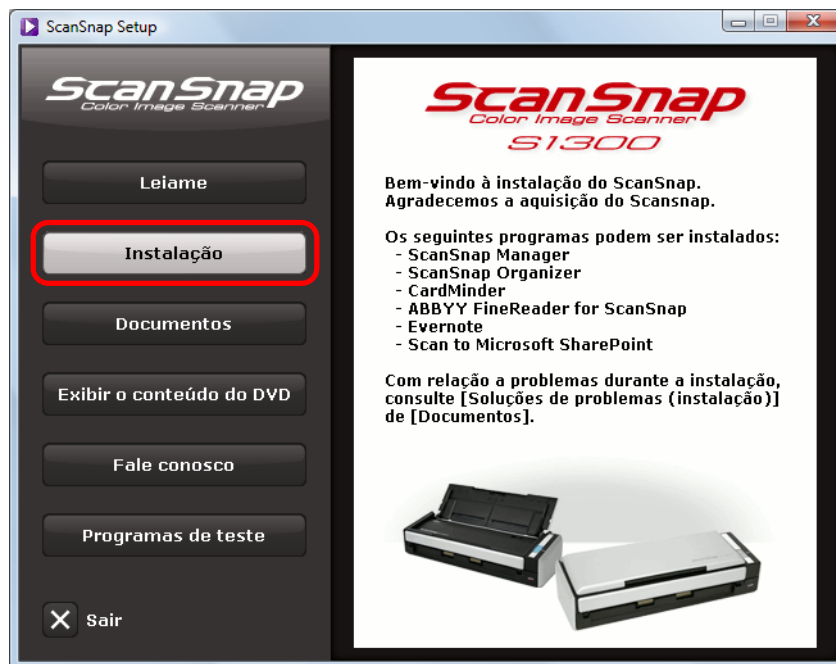 ScanSnap Setup
ScanSnap
Color Image Scanner
Leiame
Instalação
Documentos
Exibir o conteúdo do DVD
Fale conosco
Programas de teste
Sair
ScanSnap
Color Image Scanner
S1300
Bem-vindo à instalação do ScanSnap.
Agradecemos a aquisição do Scansnap.
Os seguintes programas podem ser instalados:
- ScanSnap Manager
- ScanSnap Organizer
- CardMinder
- ABBYY FineReader for ScanSnap
- Evernote
- Scan to Microsoft SharePoint
Com relação a problemas durante a instalação,
consulte [Soluções de problemas (instalação)]
de [Documentos].